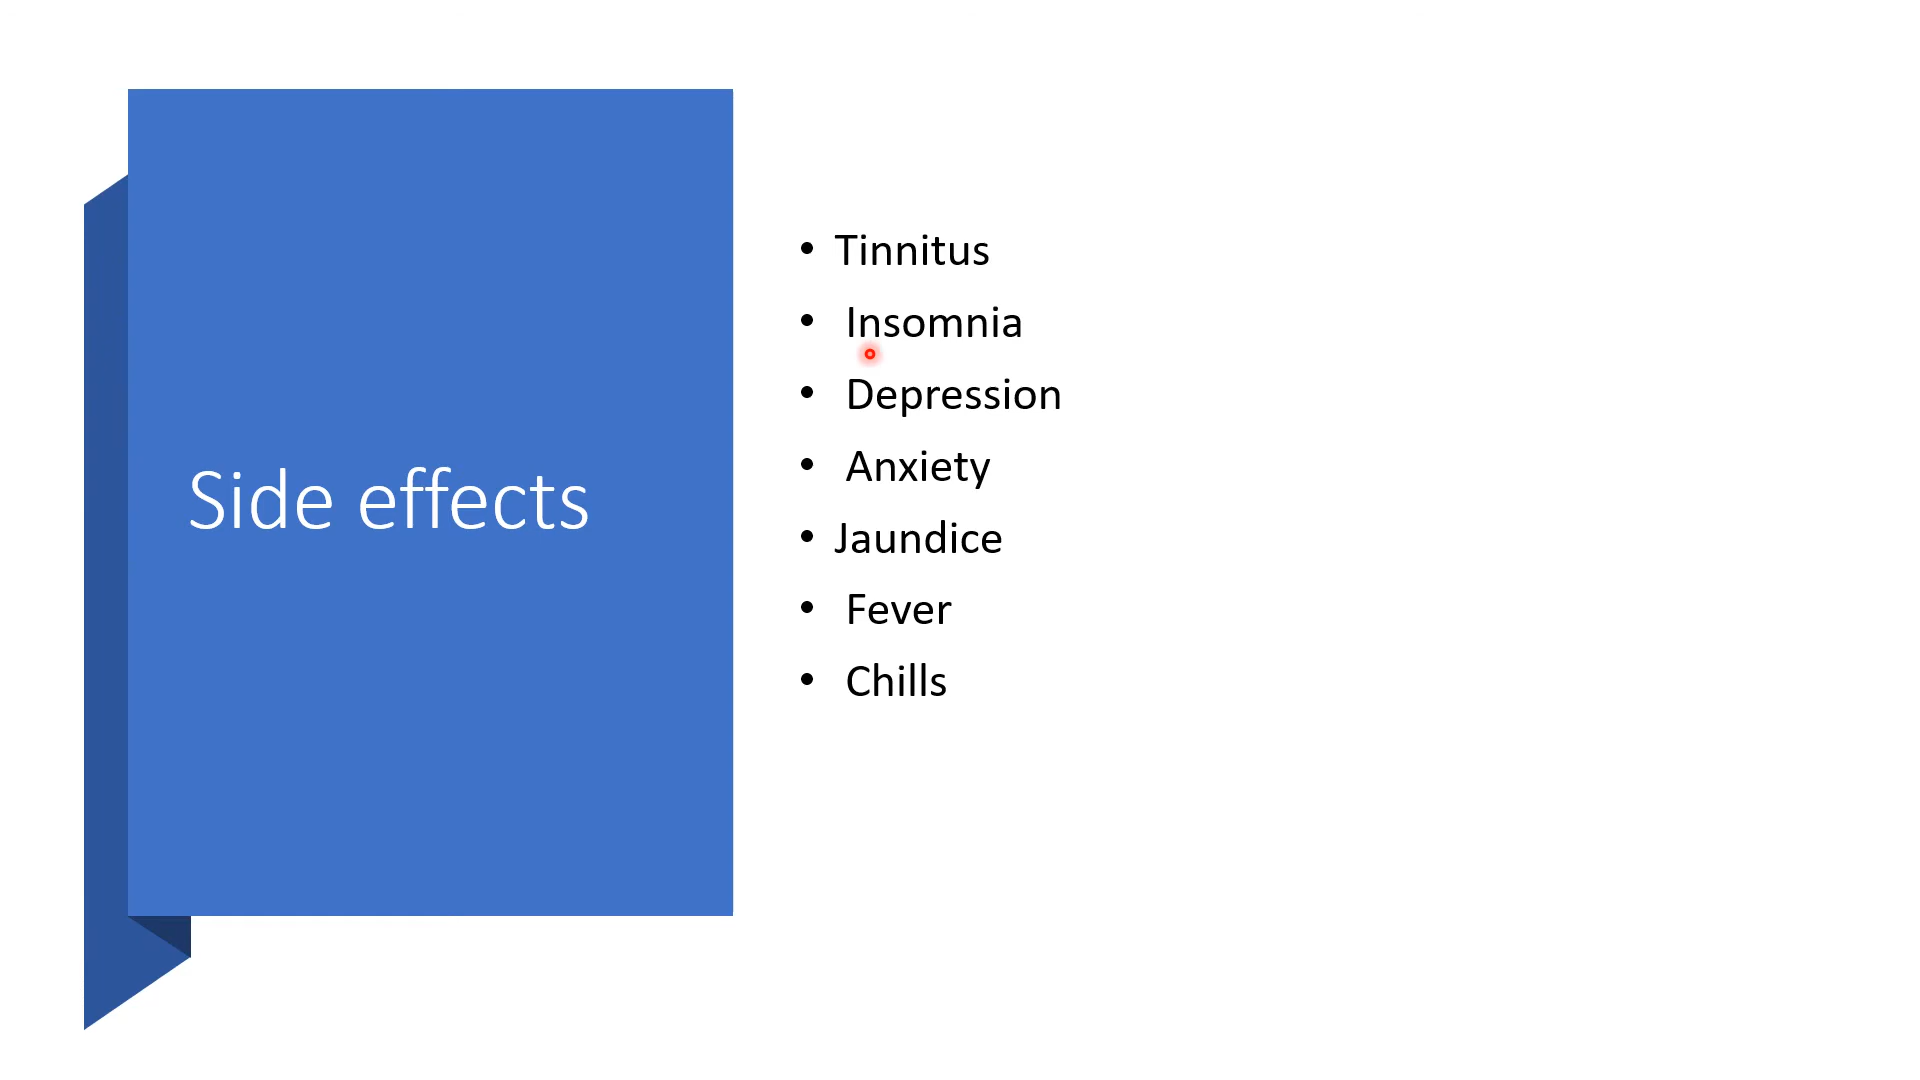 Side effects
• Tinnitus
• Insomnia
• Depression
• Anxiety
• Jaundice
• Fever
• Chills